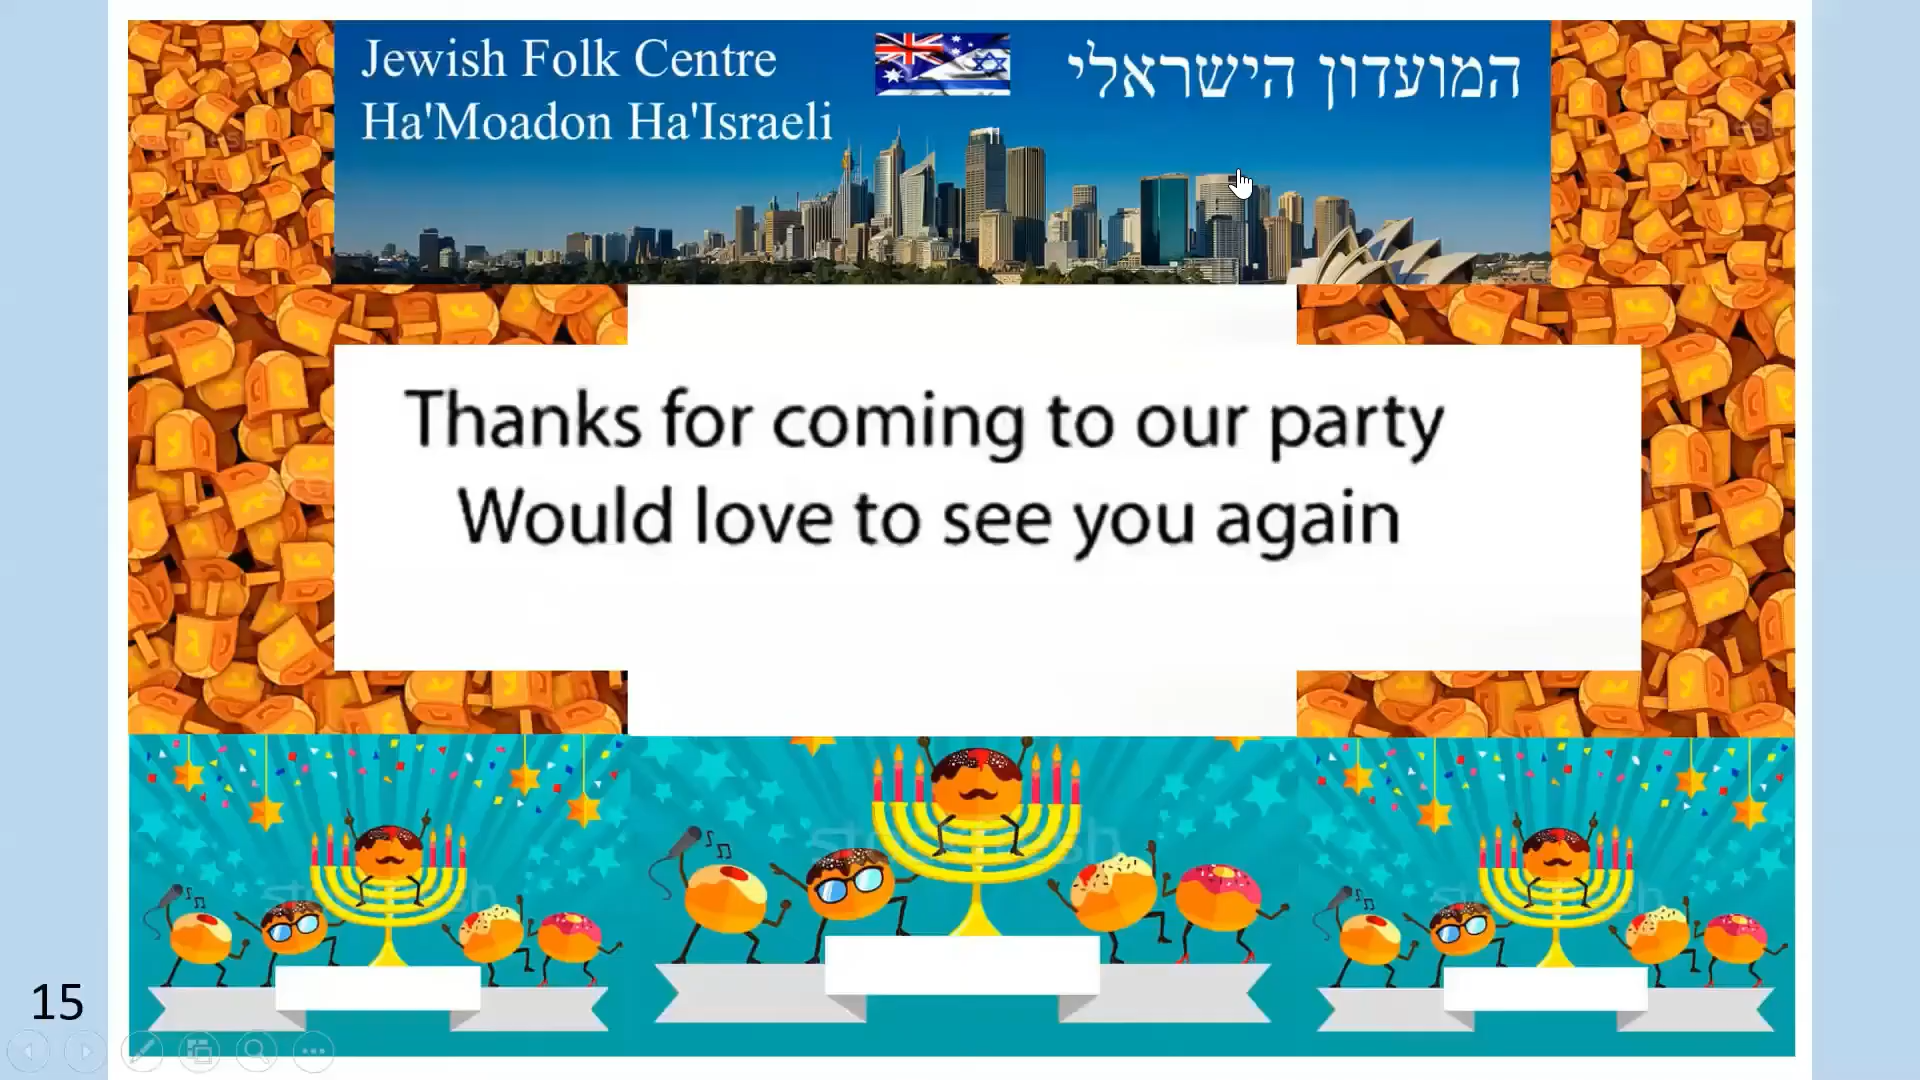 Jewish Folk Centre
Ha'Moadon Ha'Israeli
המועדון הישראלי
Thanks for coming to our party
Would love to see you again
15